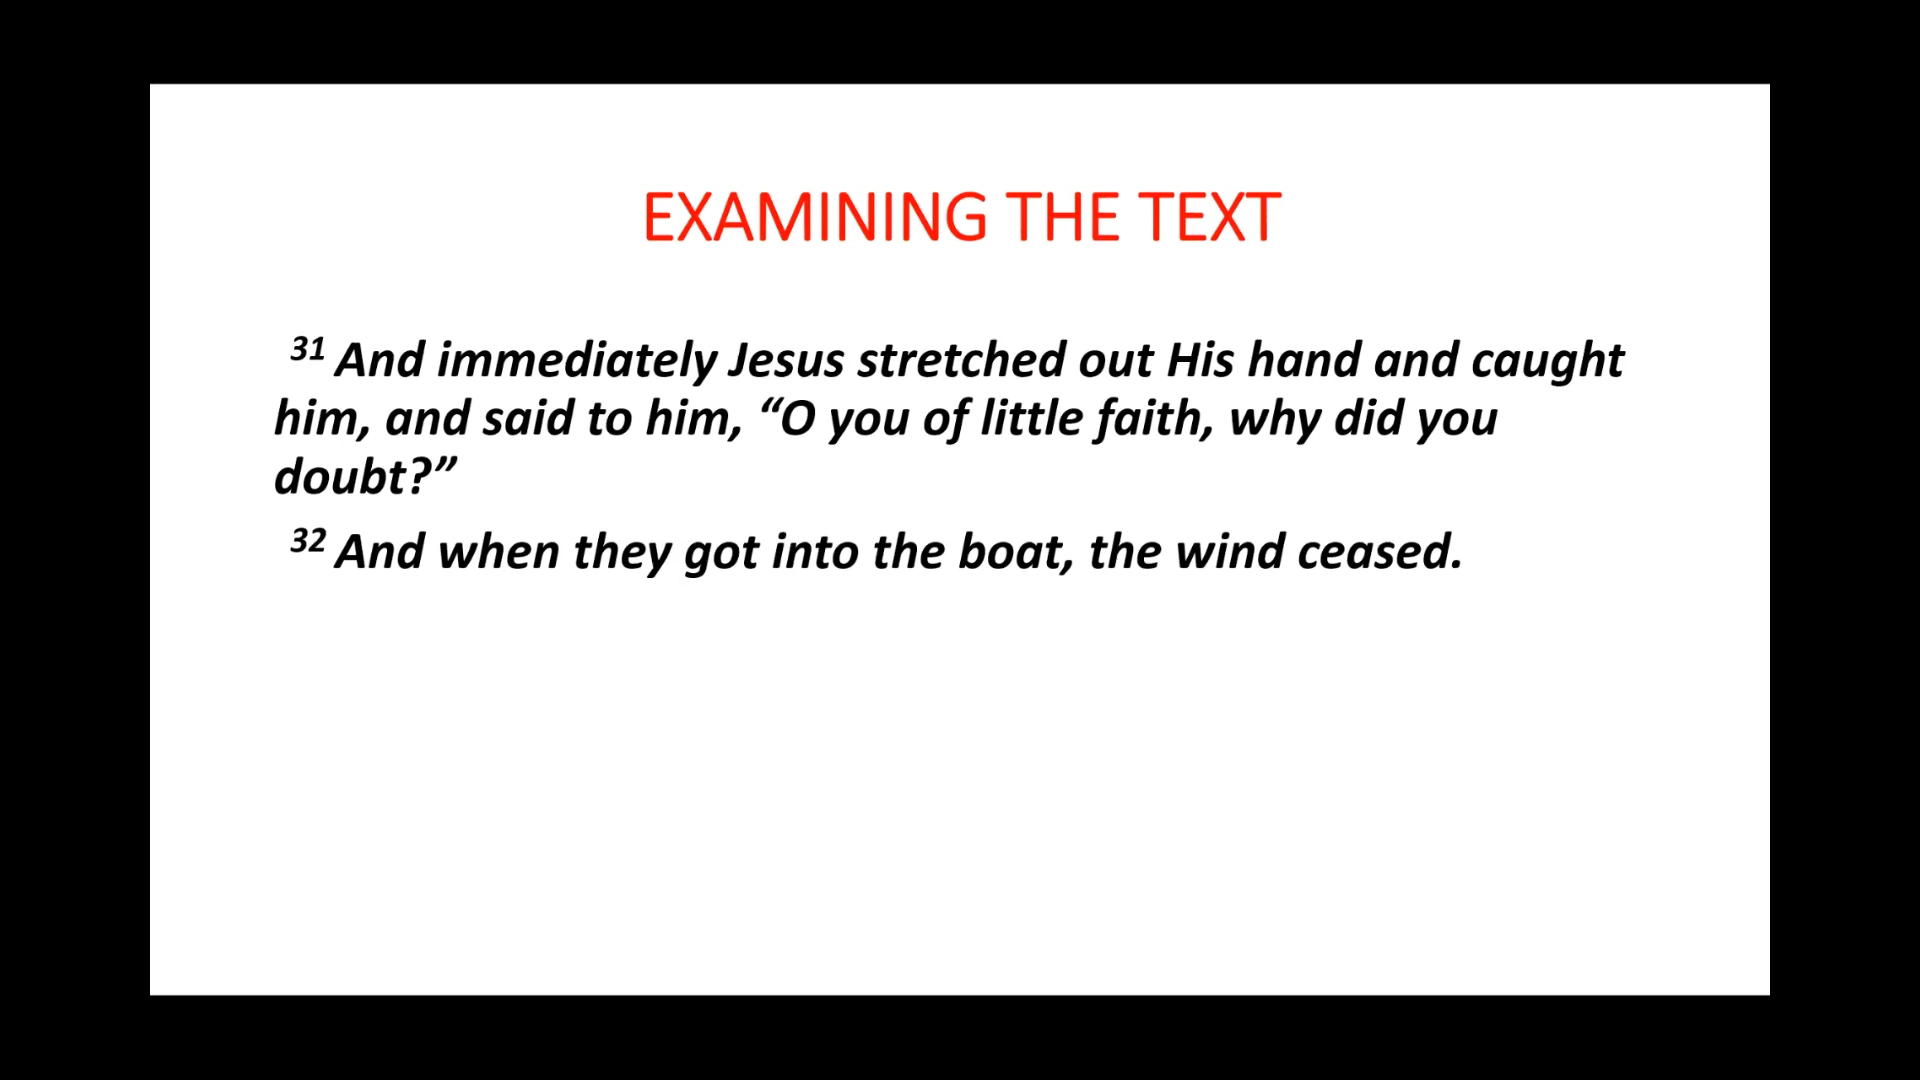 EXAMINING THE TEXT
31 And immediately Jesus stretched out His hand and caught
him, and said to him, “O you of little faith, why did you
doubt?”
32 And when they got into the boat, the wind ceased.